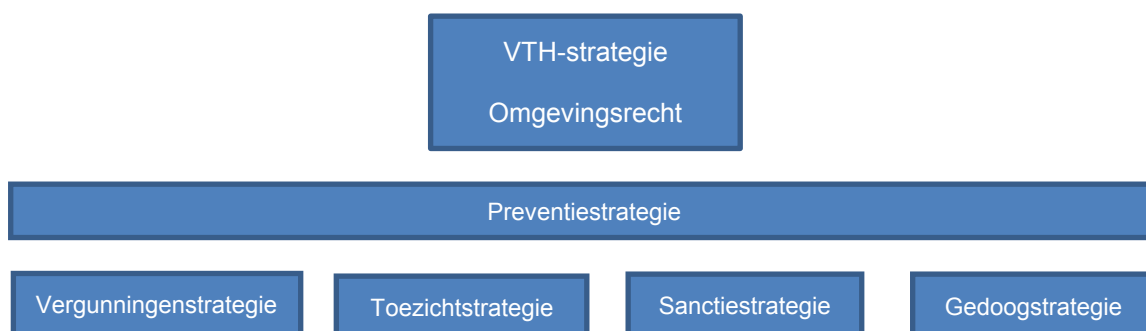 VTH-strategie
Omgevingsrecht
Preventiestrategie
Vergunningenstrategie
Toezichtstrategie
Sanctiestrategie
Gedoogstrategie